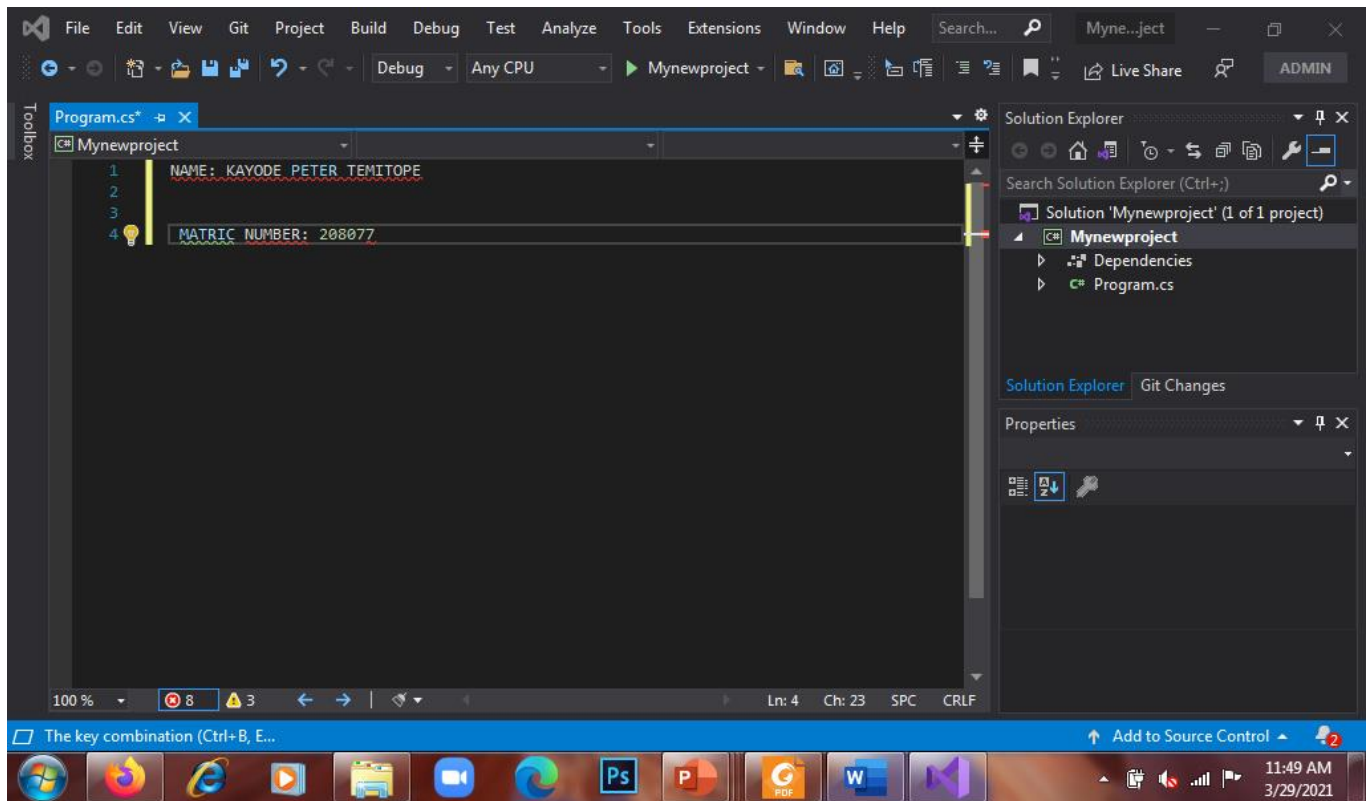 File Edit View Git Project Build Debug Test Analyze Tools Extensions Window Help Search... Myne...ject
Debug Any CPU Mynewproject Live Share ADMIN
Toolbox
Program.cs*
C# Mynewproject
1 NAME: KAYODE PETER TEMITOPE
2
3
4 MATRIC NUMBER: 208077
100 % 8 3 Ln: 4 Ch: 23 SPC CRLF
Solution Explorer
Search Solution Explorer (Ctrl+;)
Solution 'Mynewproject' (1 of 1 project)
C# Mynewproject
Dependencies
C# Program.cs
Solution Explorer Git Changes
Properties
The key combination (Ctrl+B, E... Add to Source Control 2
Ps P PDF W
11:49 AM
3/29/2021